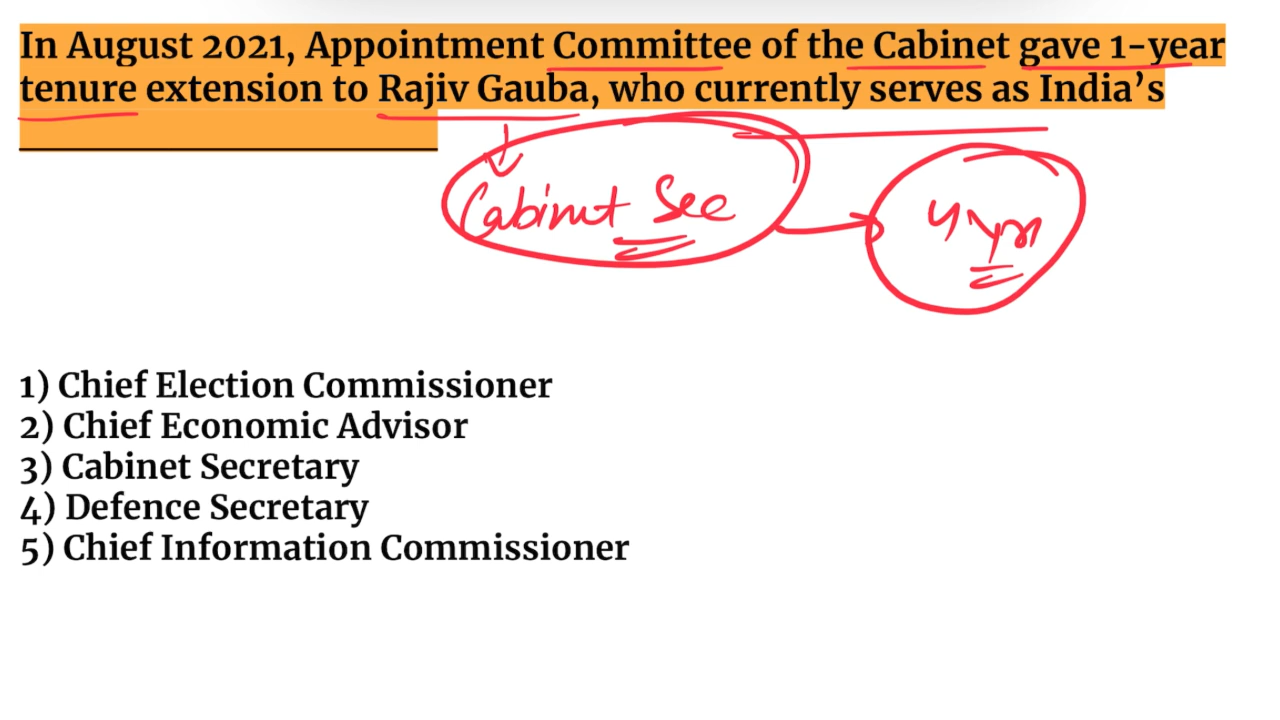 In August 2021, Appointment Committee of the Cabinet gave 1-year
tenure extension to Rajiv Gauba, who currently serves as India’s
Cabinet Sec
4 yrs
1) Chief Election Commissioner
2) Chief Economic Advisor
3) Cabinet Secretary
4) Defence Secretary
5) Chief Information Commissioner